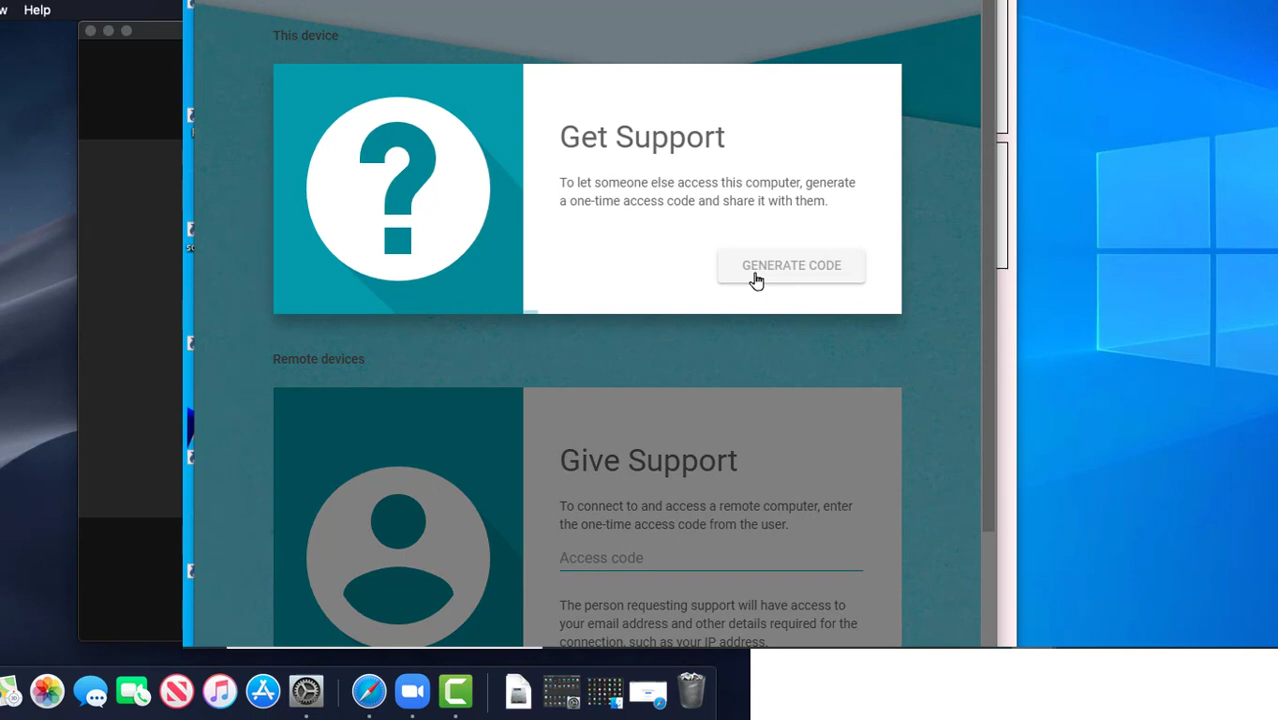 Help
This device
Get Support
To let someone else access this computer, generate
a one-time access code and share it with them.
GENERATE CODE
Remote devices
Give Support
To connect to and access a remote computer, enter
the one-time access code from the user.
Access code
The person requesting support will have access to
your email address and other details required for the
connection, such as your IP address.